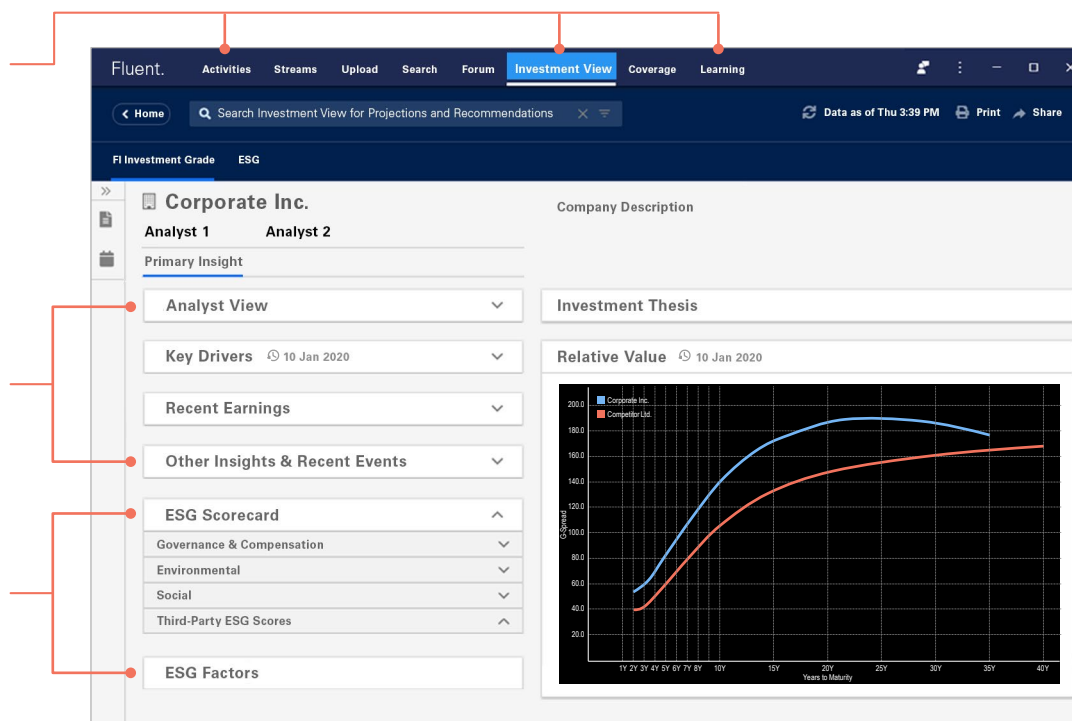 Fluent. Activities Streams Upload Search Forum Investment View Coverage Learning
Home Search Investment View for Projections and Recommendations Data as of Thu 3:39 PM Print Share
FI Investment Grade ESG
Corporate Inc.
Company Description
Analyst 1 Analyst 2
Primary Insight
Analyst View
Investment Thesis
Key Drivers 10 Jan 2020
Relative Value 10 Jan 2020
Recent Earnings
Other Insights & Recent Events
ESG Scorecard
Governance & Compensation
Environmental
Social
Third-Party ESG Scores
ESG Factors
Corporate Inc.
Competitor Ltd.
200.0
180.0
160.0
140.0
120.0
100.0
80.0
60.0
40.0
20.0
G-Spread
1Y 2Y 3Y 4Y 5Y 6Y 7Y 8Y 10Y 15Y 20Y 25Y 30Y 35Y 40Y
Years to Maturity